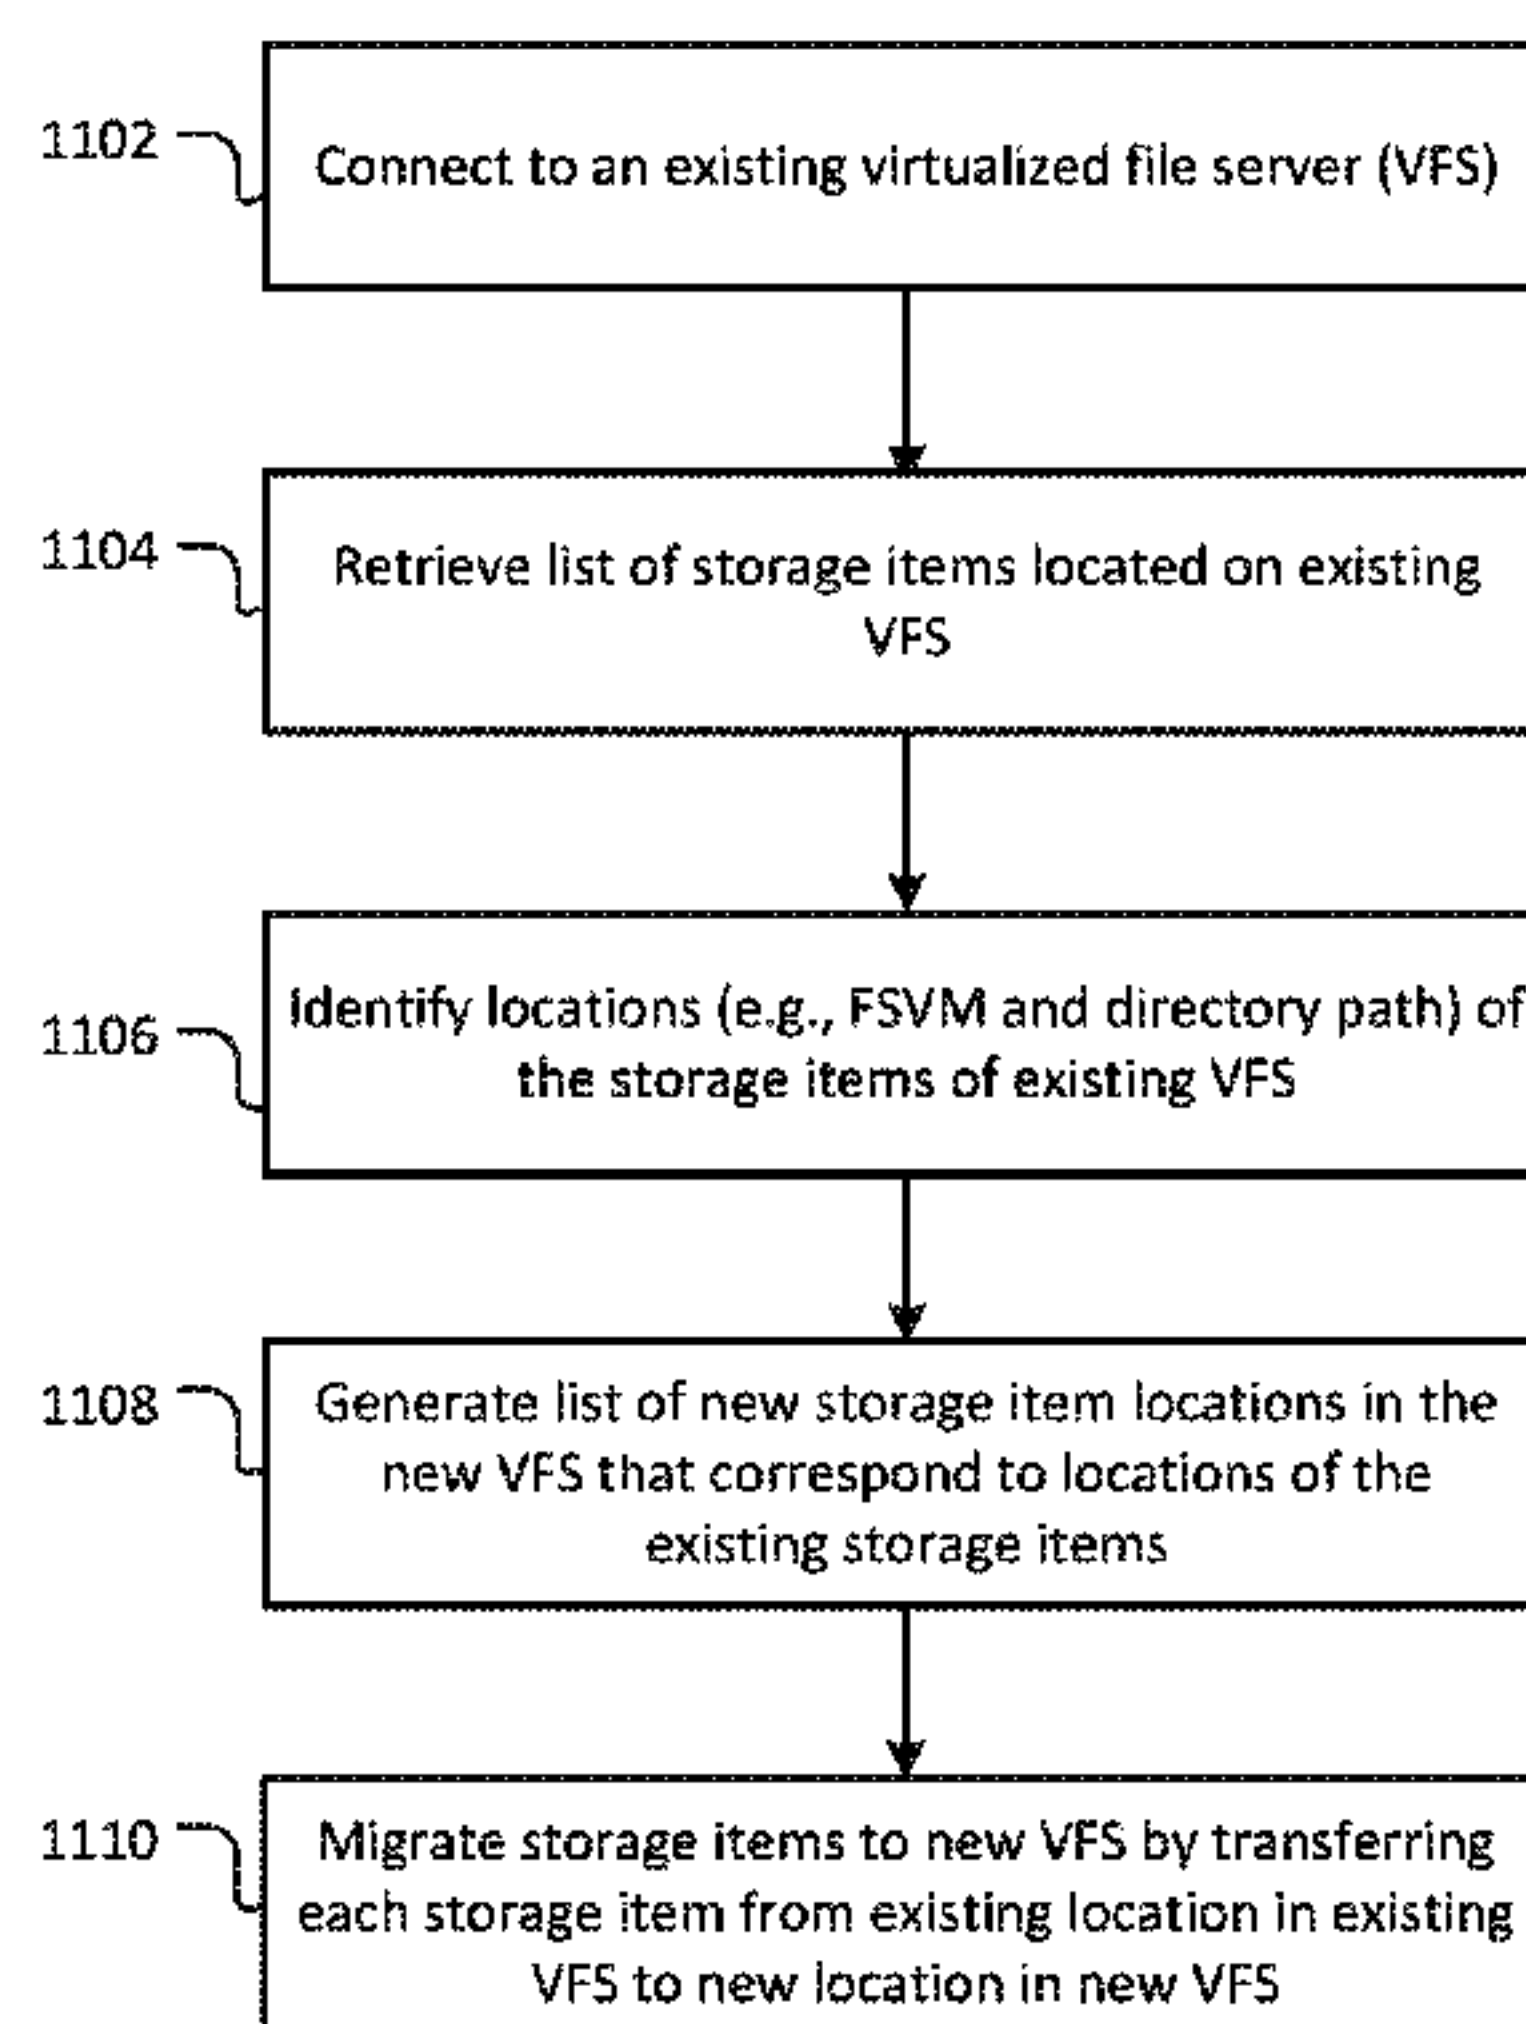 1102
Connect to an existing virtualized file server (VFS)
1104
Retrieve list of storage items located on existing
VFS
1106
Identify locations (e.g., FSVM and directory path) of
the storage items of existing VFS
1108
Generate list of new storage item locations in the
new VFS that correspond to locations of the
existing storage items
1110
Migrate storage items to new VFS by transferring
each storage item from existing location in existing
VFS to new location in new VFS